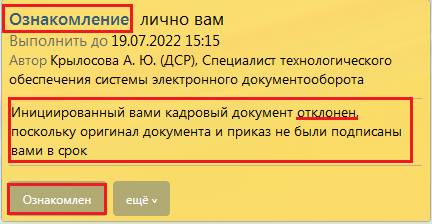 Ознакомление лично вам
Выполнить до 19.07.2022 15:15
Автор Крылосова А. Ю. (ДСР), Специалист технологического
обеспечения системы электронного документооборота
Инициированный вами кадровый документ отклонен,
поскольку оригинал документа и приказ не были подписаны
вами в срок
Ознакомлен ещё v